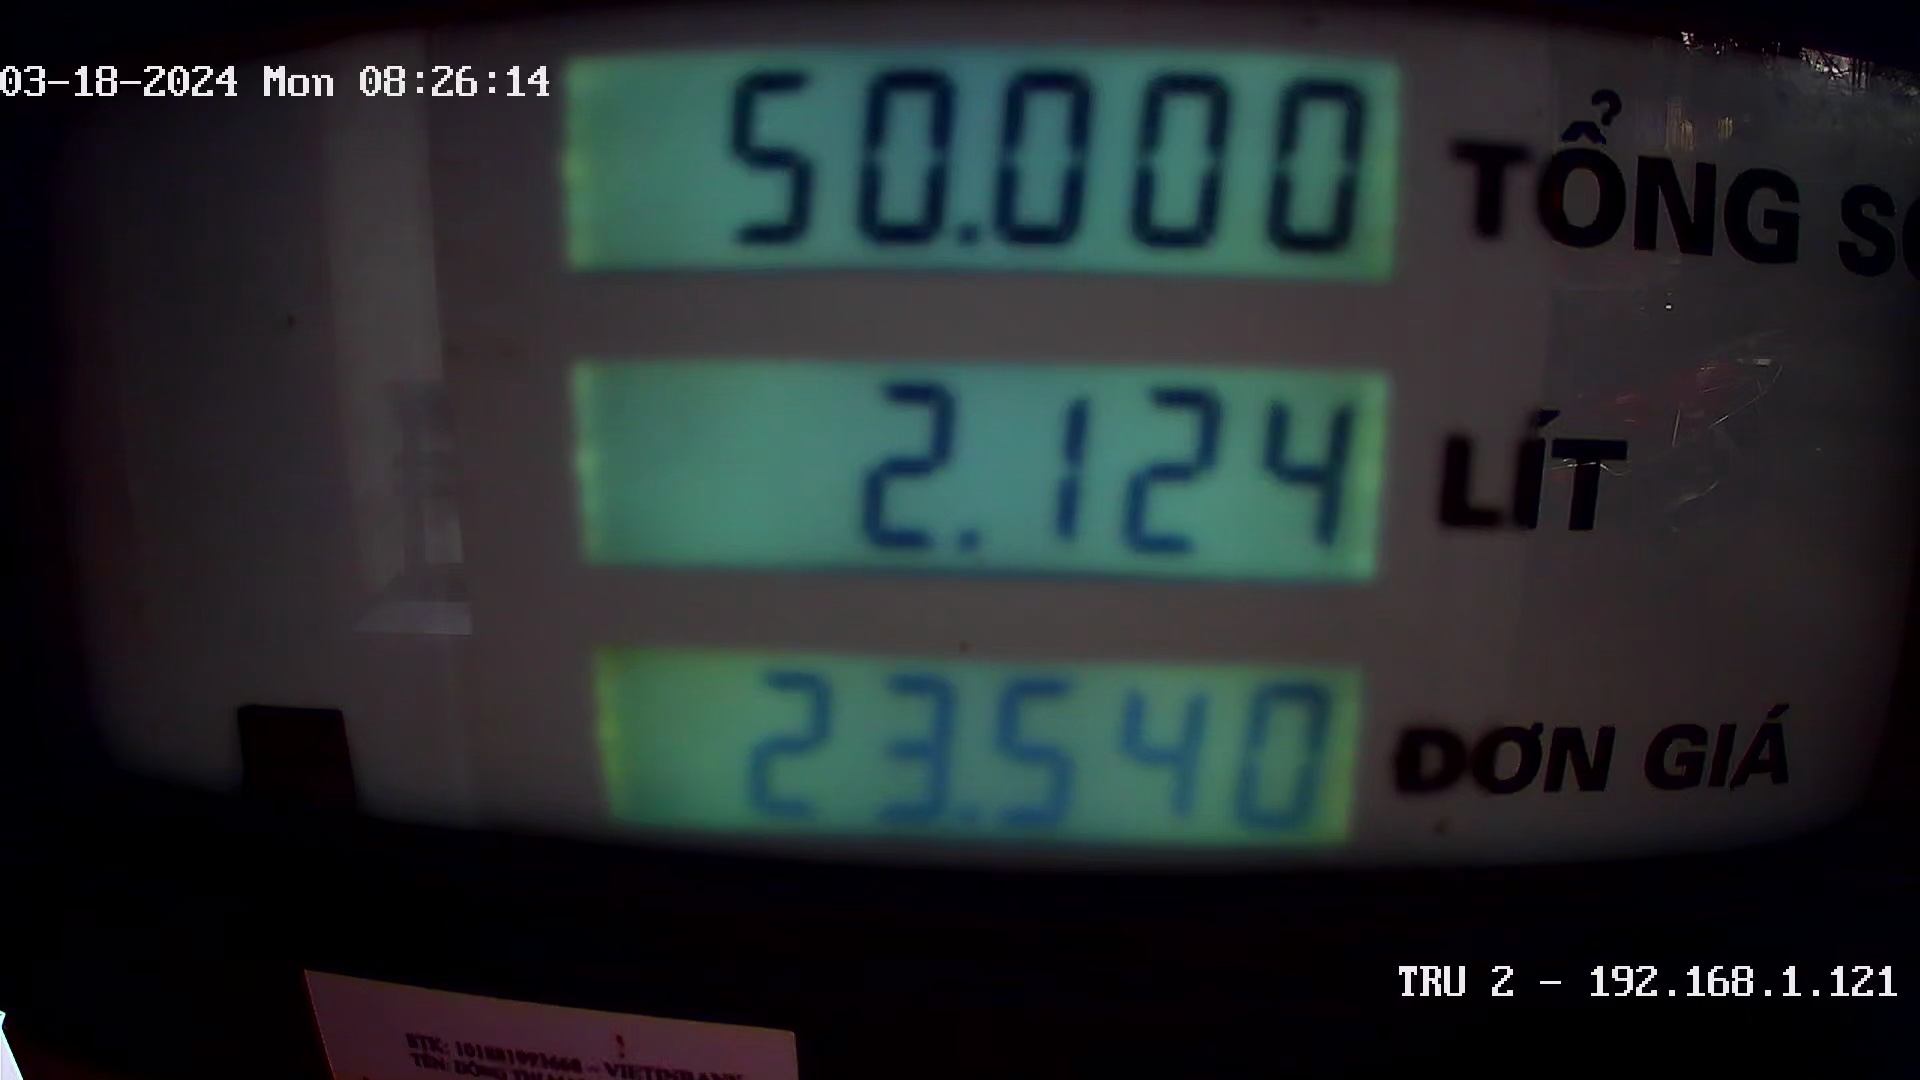 03-18-2024 Mon 08:26:14
50.000 TỔNG SỐ
2.124 LÍT
23.540 ĐƠN GIÁ
TRU 2 - 192.168.1.121
VIETINBANK